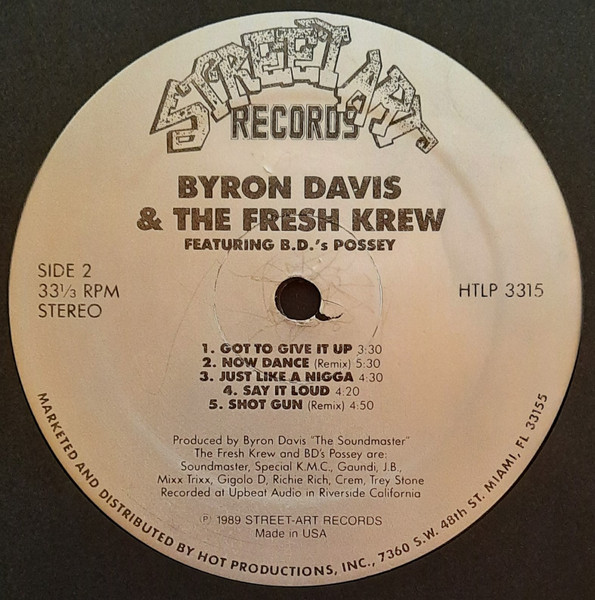 STREET ART
RECORDS
BYRON DAVIS
& THE FRESH KREW
FEATURING B.D.'s POSSEY
SIDE 2
33⅓ RPM
STEREO
HTLP 3315
1. GOT TO GIVE IT UP 3:30
2. NOW DANCE (Remix) 5:30
3. JUST LIKE A NIGGA 4:30
4. SAY IT LOUD 4:20
5. SHOT GUN (Remix) 4:50
Produced by Byron Davis "The Soundmaster"
The Fresh Krew and BD's Possey are:
Soundmaster, Special K.M.C., Gaundi, J.B.,
Mixx Trixx, Gigolo D, Richie Rich, Crem, Trey Stone
Recorded at Upbeat Audio in Riverside California
℗ 1989 STREET-ART RECORDS
Made in USA
MARKETED AND DISTRIBUTED BY HOT PRODUCTIONS, INC., 7360 S.W. 48th ST. MIAMI, FL 33155